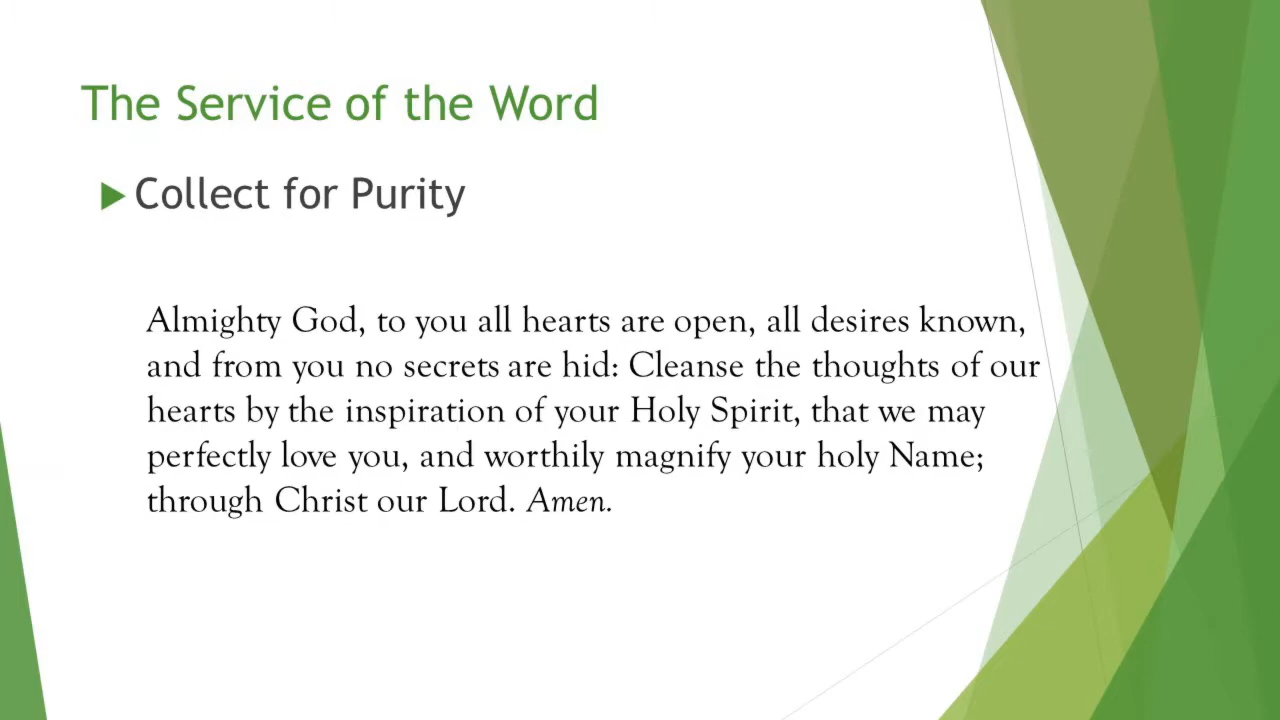 The Service of the Word
Collect for Purity
Almighty God, to you all hearts are open, all desires known,
and from you no secrets are hid: Cleanse the thoughts of our
hearts by the inspiration of your Holy Spirit, that we may
perfectly love you, and worthily magnify your holy Name;
through Christ our Lord. Amen.